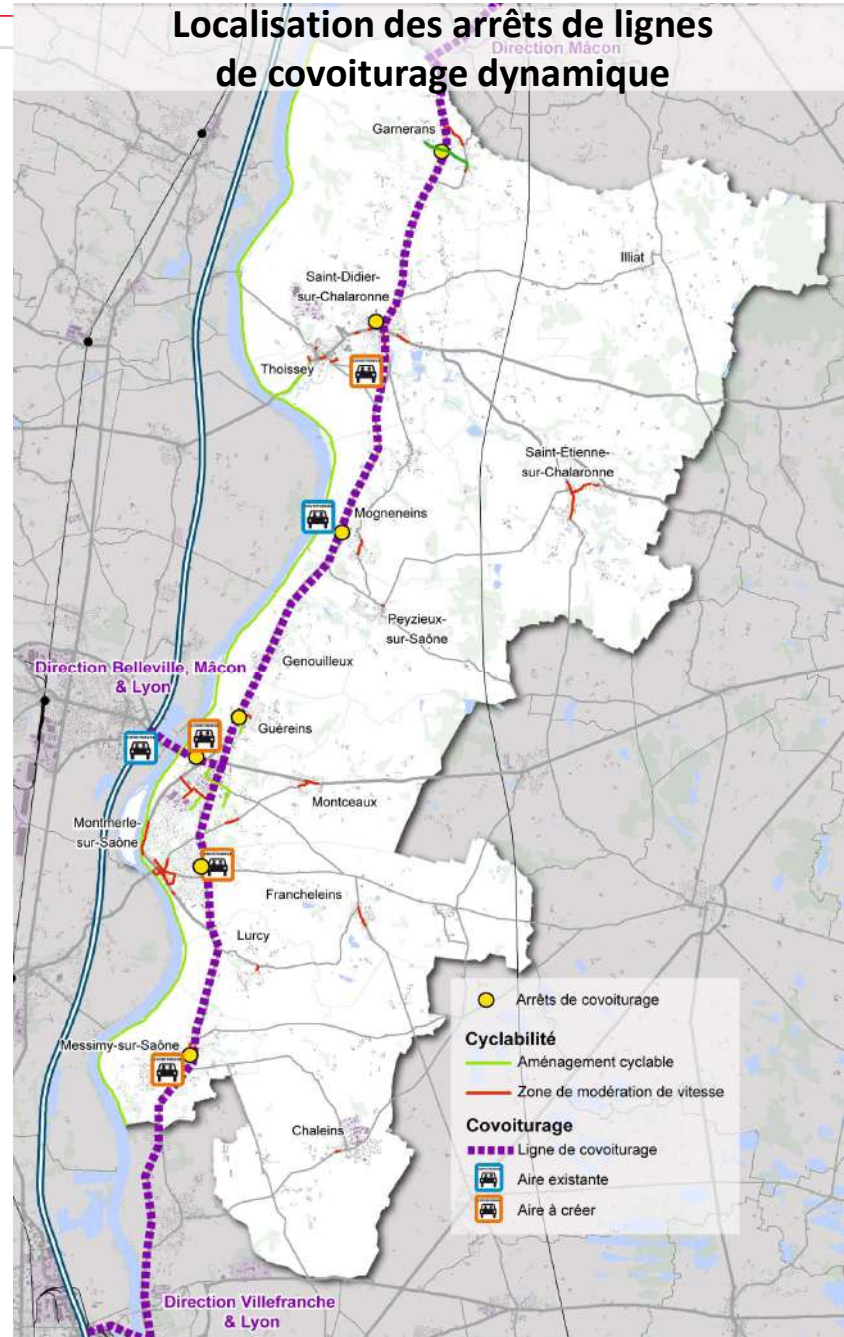 Localisation des arrêts de lignes
de covoiturage dynamique
Direction Mâcon
Garnerans
Illiat
Saint-Didier-
sur-Chalaronne
Thoissey
Saint-Étienne-
sur-Chalaronne
Mogneneins
Peyzieux-
sur-Saône
Genouilleux
Direction Belleville, Mâcon
& Lyon
Guéreins
Montceaux
Montmerle-
sur-Saône
Francheleins
Lurcy
Messimy-sur-Saône
Chaleins
Arrêts de covoiturage
Cyclabilité
Aménagement cyclable
Zone de modération de vitesse
Covoiturage
Ligne de covoiturage
Aire existante
Aire à créer
Direction Villefranche
& Lyon